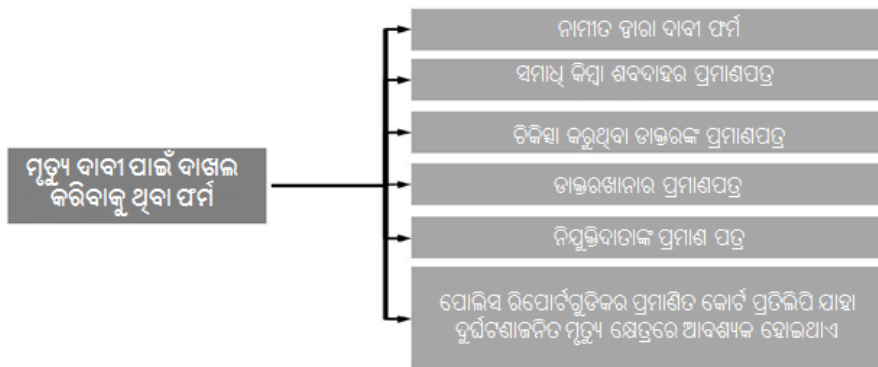 ମୃତ୍ୟୁ ଦାବୀ ପାଇଁ ଦାଖଲ
କରିବାକୁ ଥିବା ଫର୍ମ
ନାମୀତ ଦ୍ୱାରା ଦାବୀ ଫର୍ମ
ସମାଧି କିମ୍ବା ଶବଦାହର ପ୍ରମାଣପତ୍ର
ଚିକିତ୍ସା କରୁଥିବା ଡାକ୍ତରଙ୍କ ପ୍ରମାଣପତ୍ର
ଡାକ୍ତରଖାନାର ପ୍ରମାଣପତ୍ର
ନିଯୁକ୍ତିଦାତାଙ୍କ ପ୍ରମାଣ ପତ୍ର
ପୋଲିସ ରିପୋର୍ଟଗୁଡିକର ପ୍ରମାଣିତ କୋର୍ଟ ପ୍ରତିଲିପି ଯାହା
ଦୁର୍ଘଟଣାଜନିତ ମୃତ୍ୟୁ କ୍ଷେତ୍ରରେ ଆବଶ୍ୟକ ହୋଇଥାଏ